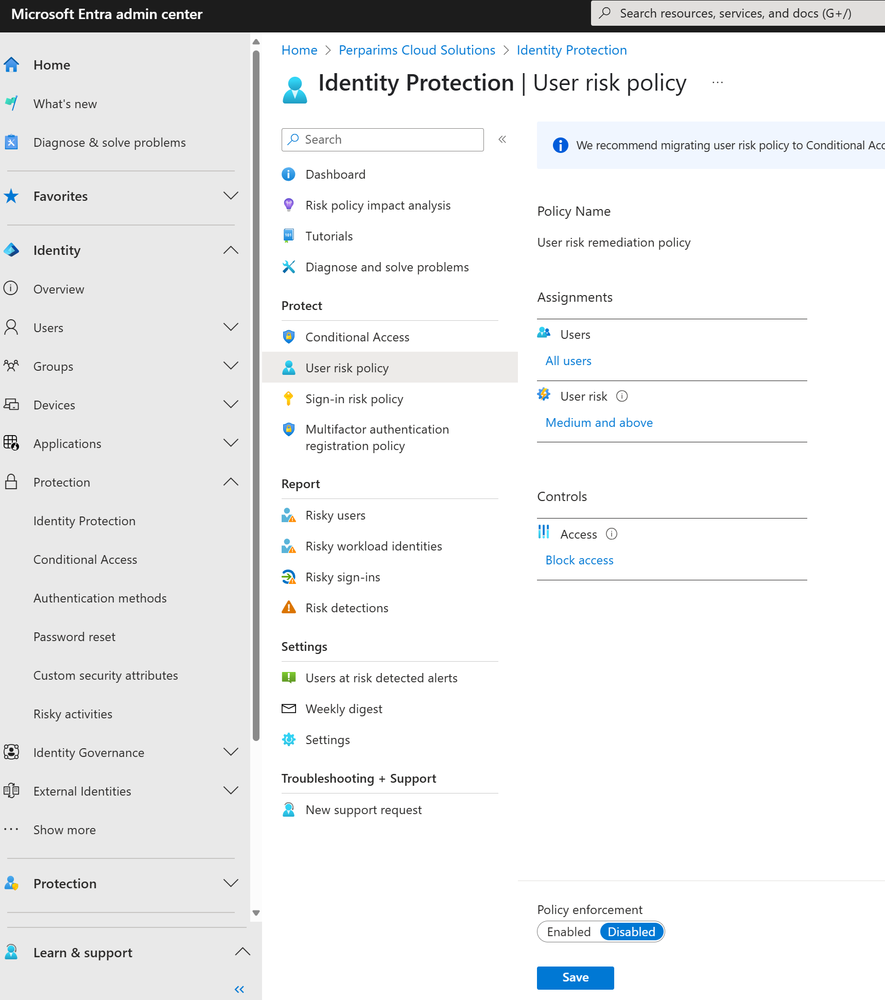 Microsoft Entra admin center
Search resources, services, and docs (G+/)
Home
What's new
Diagnose & solve problems
Favorites
Identity
Overview
Users
Groups
Devices
Applications
Protection
Identity Protection
Conditional Access
Authentication methods
Password reset
Custom security attributes
Risky activities
Identity Governance
External Identities
Show more
Protection
Learn & support
Home > Perparims Cloud Solutions > Identity Protection
Identity Protection | User risk policy
Search
Dashboard
Risk policy impact analysis
Tutorials
Diagnose and solve problems
Protect
Conditional Access
User risk policy
Sign-in risk policy
Multifactor authentication
registration policy
Report
Risky users
Risky workload identities
Risky sign-ins
Risk detections
Settings
Users at risk detected alerts
Weekly digest
Settings
Troubleshooting + Support
New support request
We recommend migrating user risk policy to Conditional Acc
Policy Name
User risk remediation policy
Assignments
Users
All users
User risk
Medium and above
Controls
Access
Block access
Policy enforcement
Enabled Disabled
Save